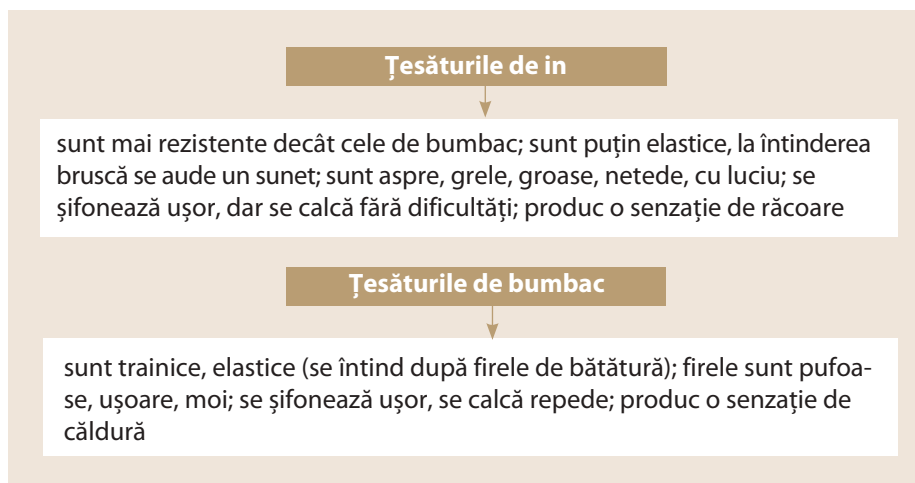 Țesăturile de in
sunt mai rezistente decât cele de bumbac; sunt puțin elastice, la întinderea
bruscă se aude un sunet; sunt aspre, grele, groase, netede, cu luciu; se
șifonează ușor, dar se calcă fără dificultăți; produc o senzație de răcoare
Țesăturile de bumbac
sunt trainice, elastice (se întind după firele de bătătură); firele sunt pufoa-
se, ușoare, moi; se șifonează ușor, se calcă repede; produc o senzație de
căldură